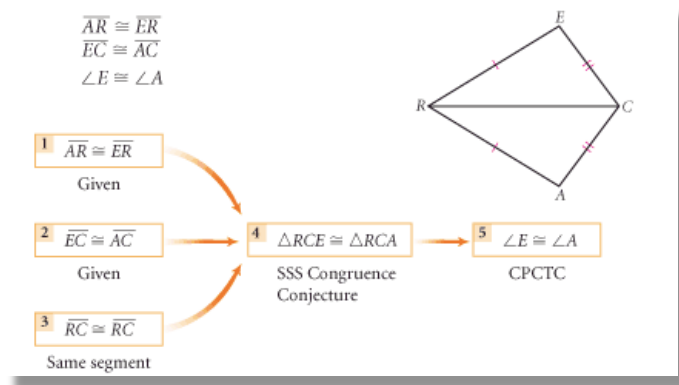 AR ≅ ER
EC ≅ AC
∠E ≅ ∠A
E
R
C
A
1 AR ≅ ER
Given
2 EC ≅ AC
Given
3 RC ≅ RC
Same segment
4 △RCE ≅ △RCA
SSS Congruence
Conjecture
5 ∠E ≅ ∠A
CPCTC